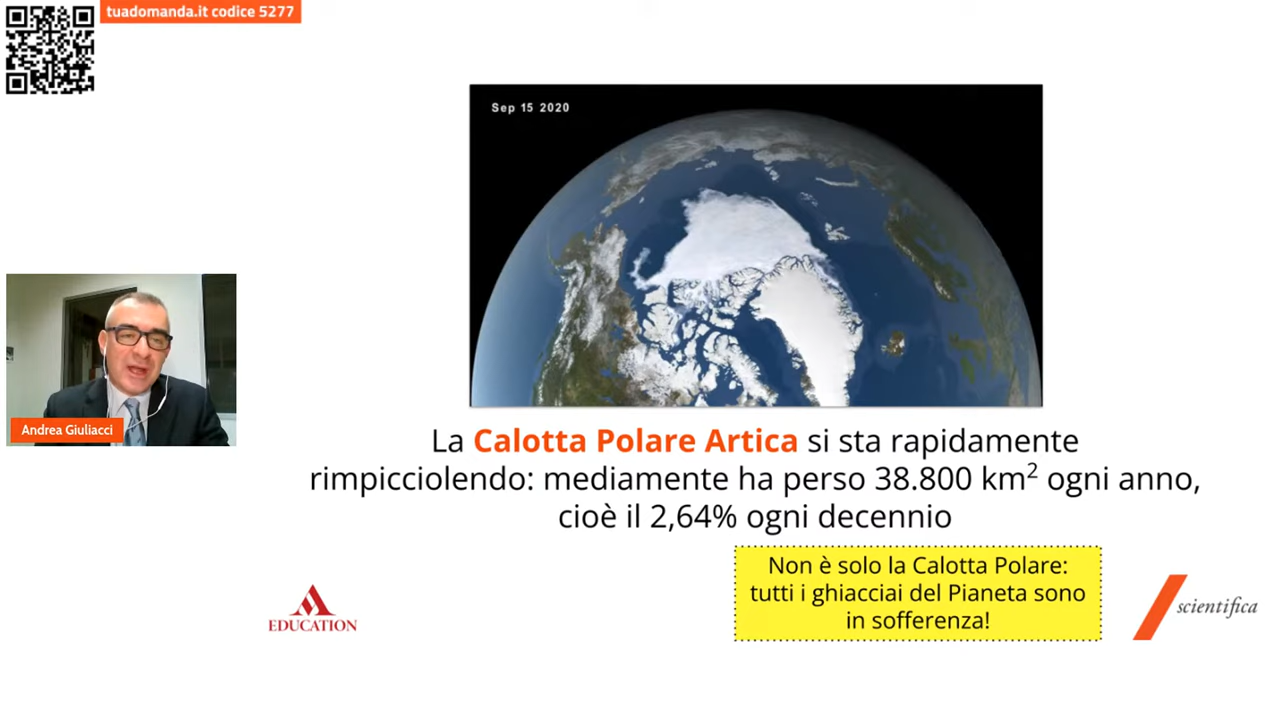 tuadomanda.it codice 5277
Sep 15 2020
Andrea Giuliacci
La Calotta Polare Artica si sta rapidamente
rimpicciolendo: mediamente ha perso 38.800 km² ogni anno,
cioè il 2,64% ogni decennio
Non è solo la Calotta Polare:
tutti i ghiacciai del Pianeta sono
in sofferenza!
EDUCATION
scientifica